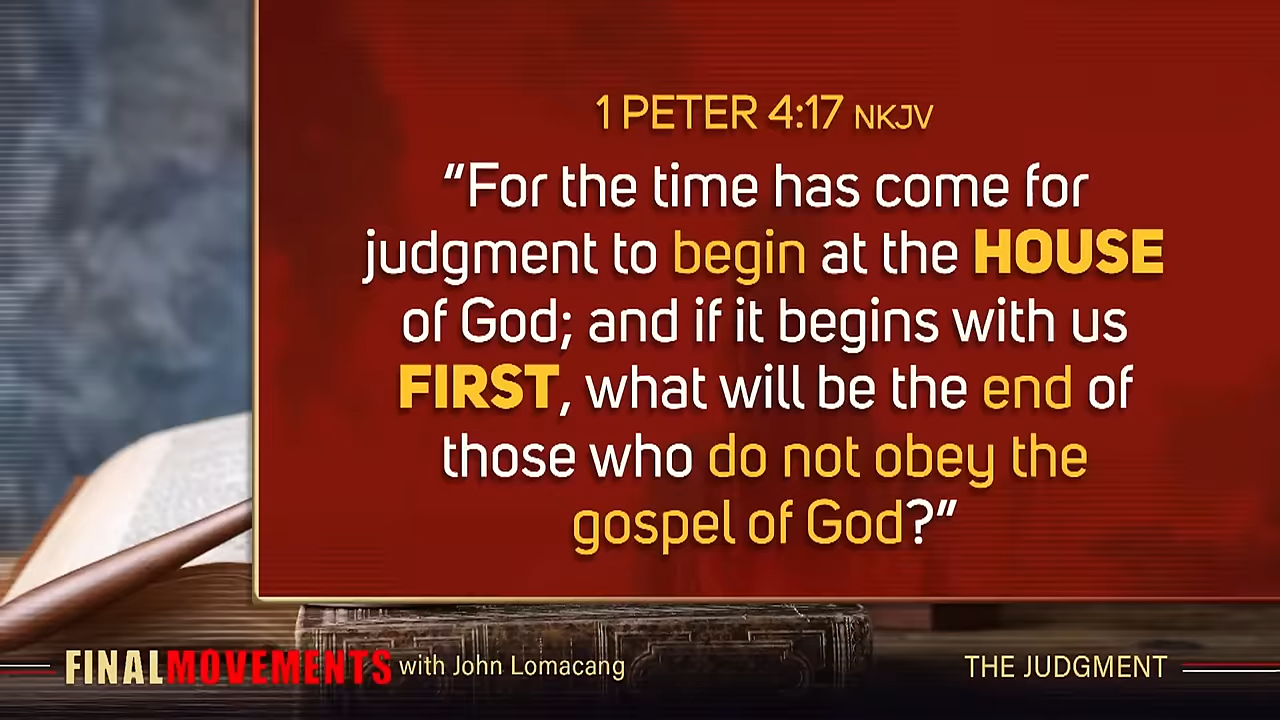 1 PETER 4:17 NKJV
“For the time has come for
judgment to begin at the HOUSE
of God; and if it begins with us
FIRST, what will be the end of
those who do not obey the
gospel of God?”
FINALMOVEMENTS with John Lomacang
THE JUDGMENT